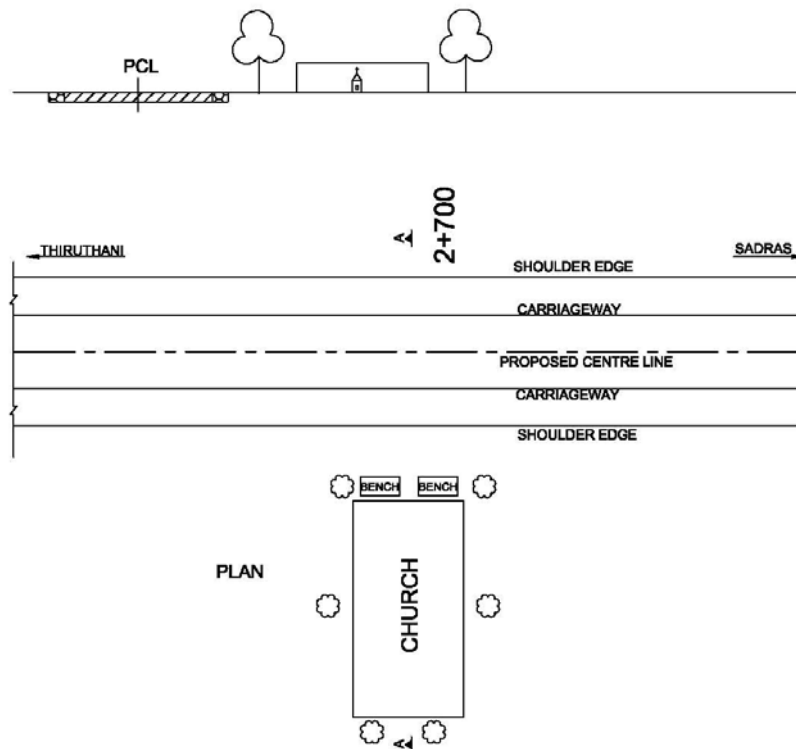 PCL
A
2+700
THIRUTHANI
SADRAS
SHOULDER EDGE
CARRIAGEWAY
PROPOSED CENTRE LINE
CARRIAGEWAY
SHOULDER EDGE
BENCH BENCH
CHURCH
PLAN
A